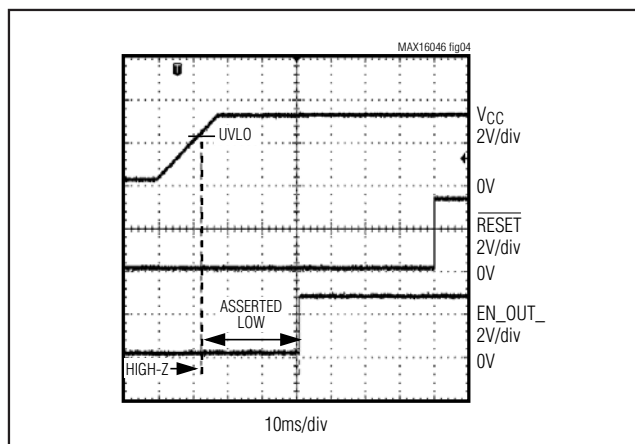 MAX16046 fig04
UVLO
VCC
2V/div
0V
RESET
2V/div
0V
ASSERTED
LOW
EN_OUT_
2V/div
0V
HIGH-Z
10ms/div